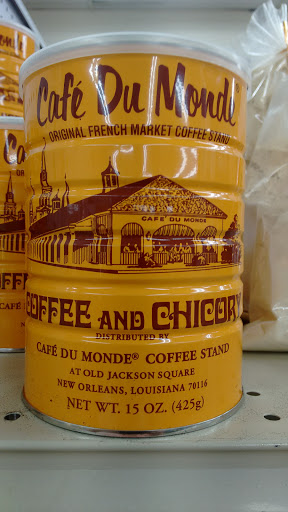 Café Du Monde
ORIGINAL FRENCH MARKET COFFEE STAND
CAFE DU MONDE
COFFEE AND CHICORY
DISTRIBUTED BY
CAFÉ DU MONDE® COFFEE STAND
AT OLD JACKSON SQUARE
NEW ORLEANS, LOUISIANA 70116
NET WT. 15 OZ. (425g)